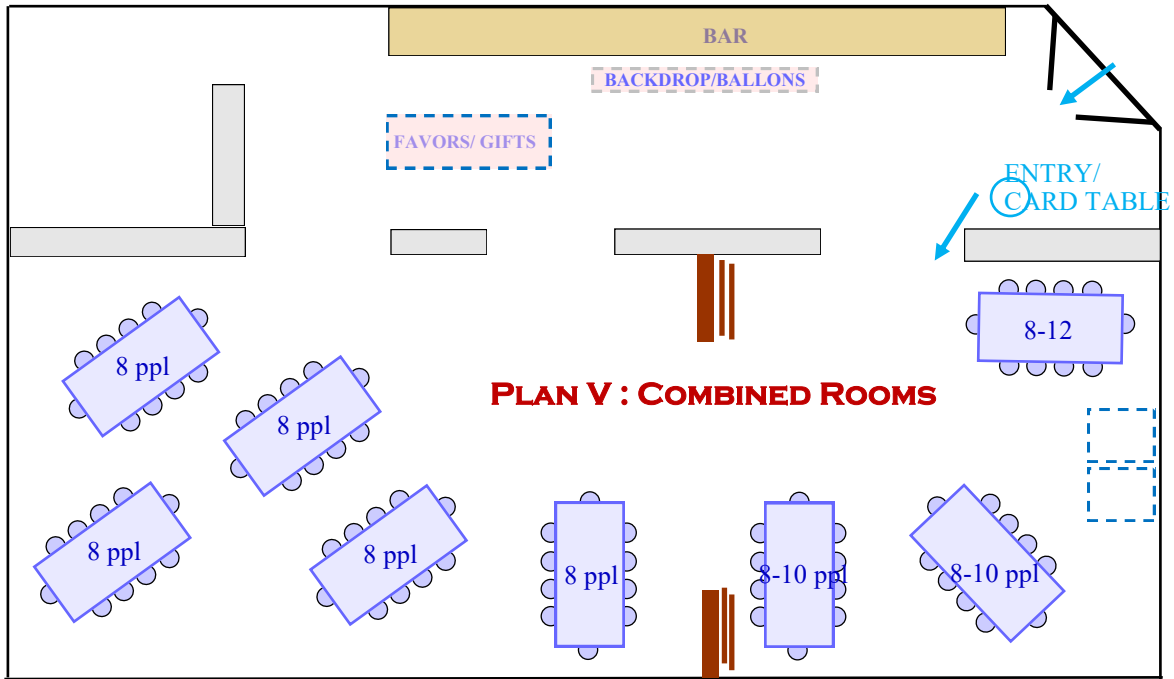 BAR
BACKDROP/BALLONS
FAVORS/ GIFTS
ENTRY/
CARD TABLE
8-12
8 ppl
PLAN V : COMBINED ROOMS
8 ppl
8 ppl
8 ppl
8 ppl
8-10 ppl
8-10 ppl